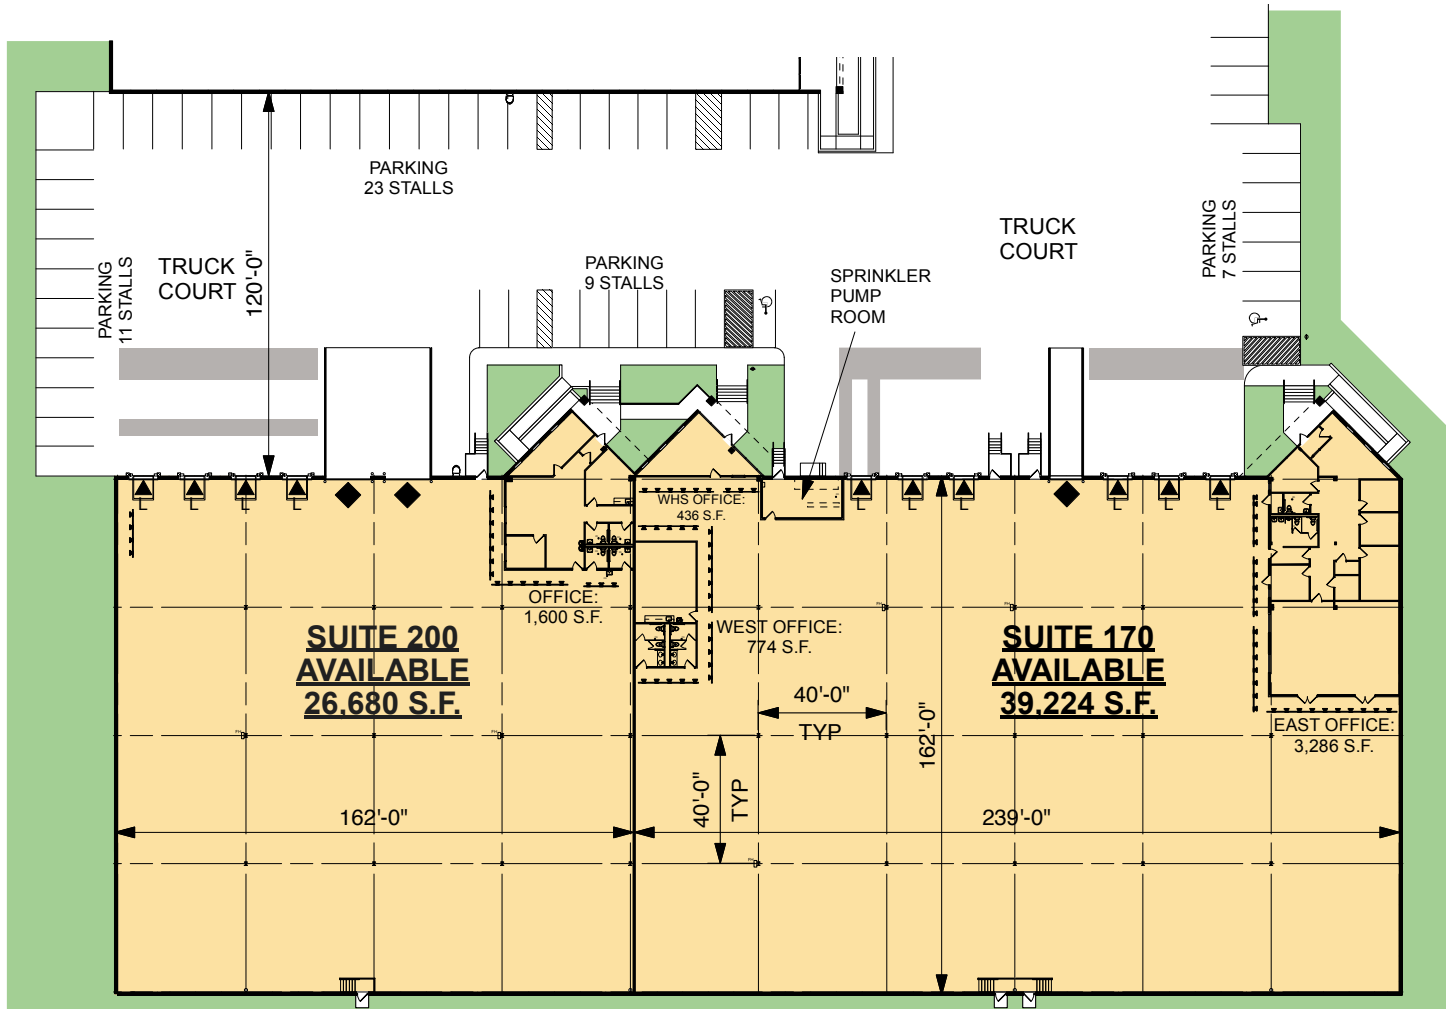 PARKING
23 STALLS
TRUCK
COURT
120'-0"
PARKING
11 STALLS
PARKING
9 STALLS
SPRINKLER
PUMP
ROOM
TRUCK
COURT
PARKING
7 STALLS
L
L
L
L
L
L
L
L
L
L
WHS OFFICE:
436 S.F.
OFFICE:
1,600 S.F.
WEST OFFICE:
774 S.F.
SUITE 200
AVAILABLE
26,680 S.F.
SUITE 170
AVAILABLE
39,224 S.F.
40'-0"
TYP
162'-0"
EAST OFFICE:
3,286 S.F.
40'-0"
TYP
162'-0"
239'-0"